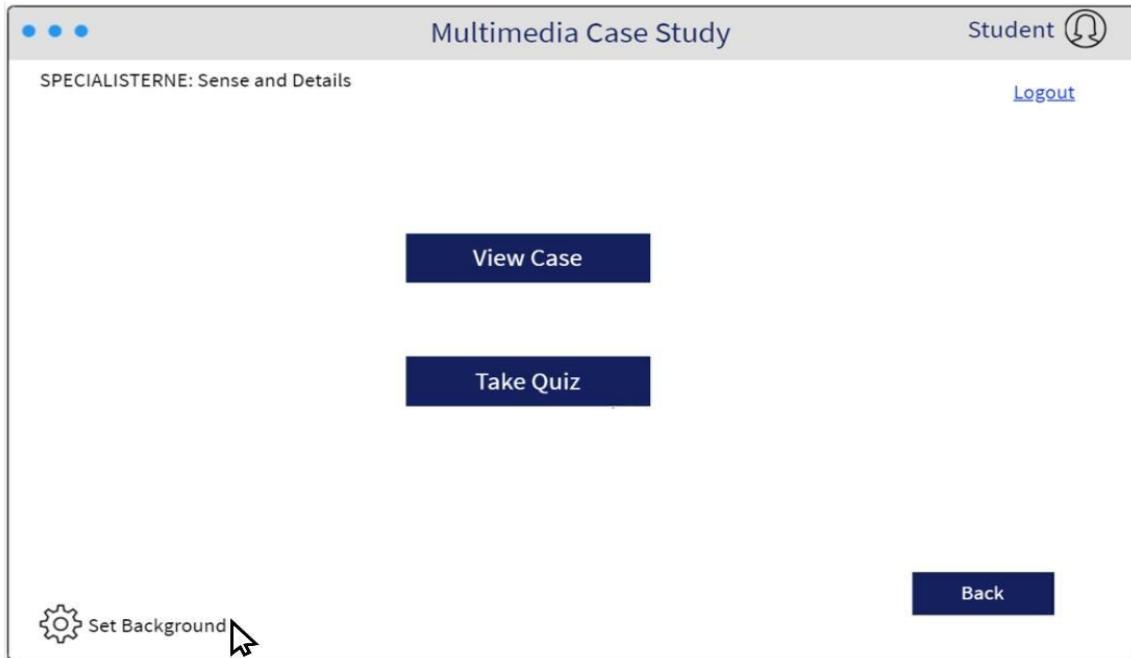 Multimedia Case Study
Student
SPECIALISTERNE: Sense and Details
Logout
View Case
Take Quiz
Back
Set Background